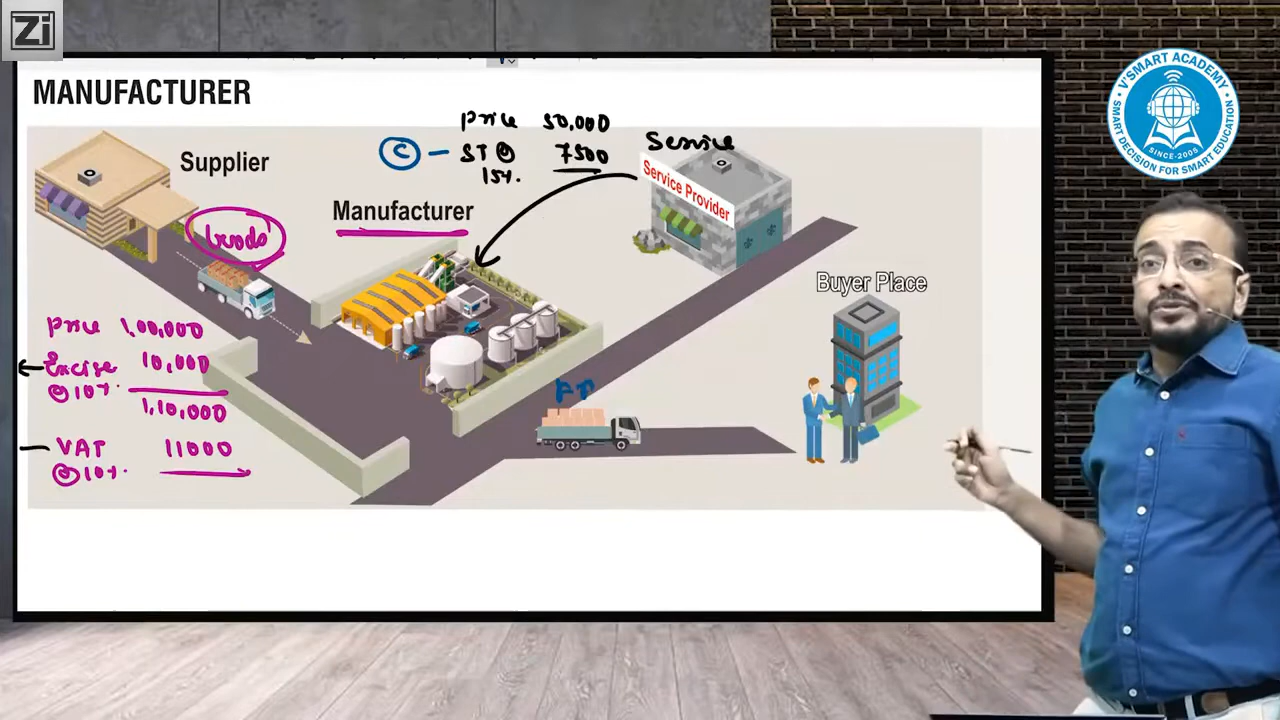 Zi
MANUFACTURER
Supplier
Manufacturer
Price 50,000
C - ST @ 7500
15%.
Service
Service Provider
Buyer Place
Price 1,00,000
Excise 10,000
@10%.
1,10,000
VAT 11000
@10%.
V'SMART ACADEMY
SINCE-2005
SMART DECISION FOR SMART EDUCATION